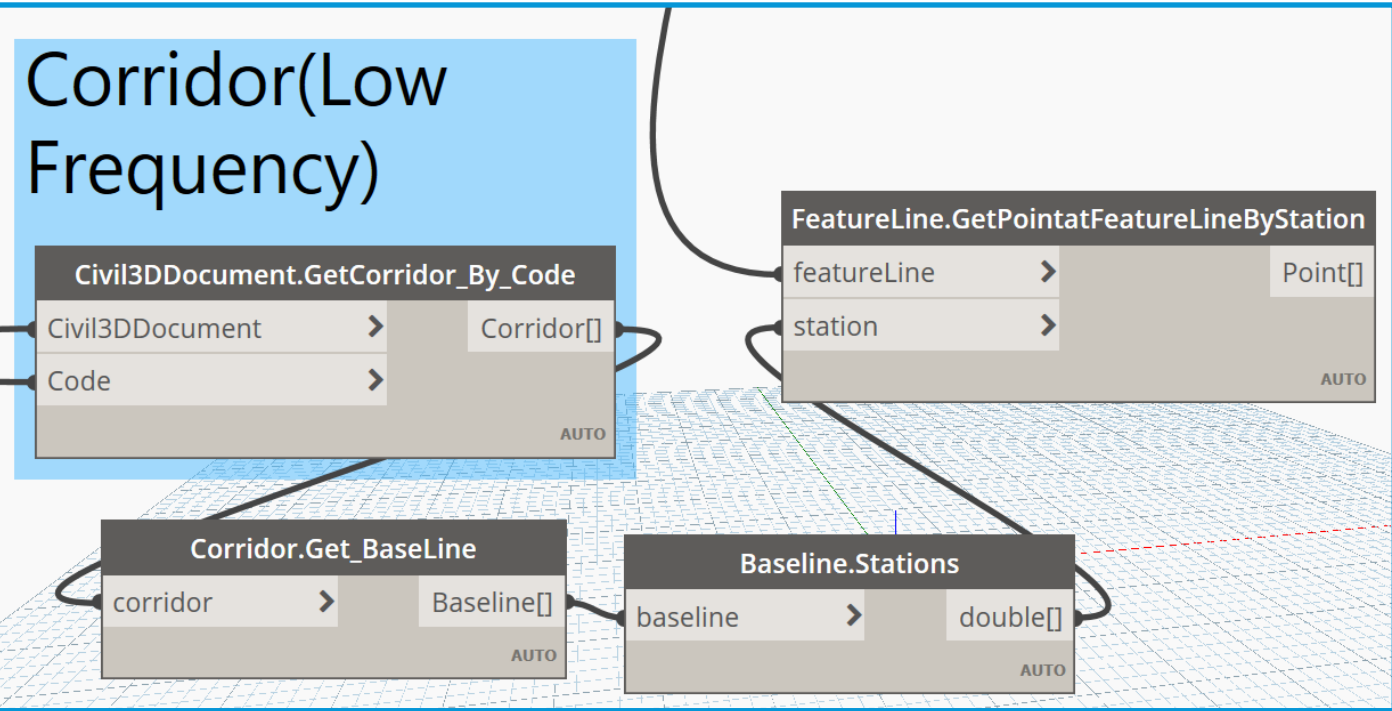 Corridor(Low
Frequency)
Civil3DDocument.GetCorridor_By_Code
Civil3DDocument > Corridor[]
Code >
AUTO
FeatureLine.GetPointatFeatureLineByStation
featureLine > Point[]
station >
AUTO
Corridor.Get_BaseLine
corridor > Baseline[]
AUTO
Baseline.Stations
baseline > double[]
AUTO